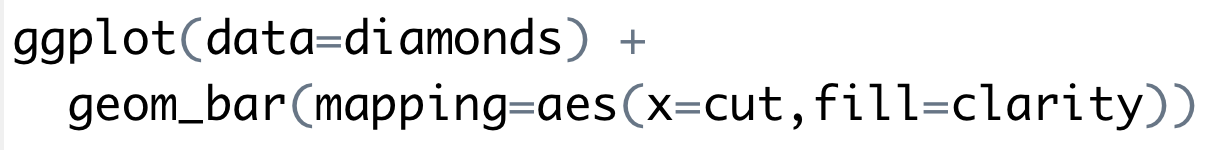 ggplot(data=diamonds) +
  geom_bar(mapping=aes(x=cut,fill=clarity))